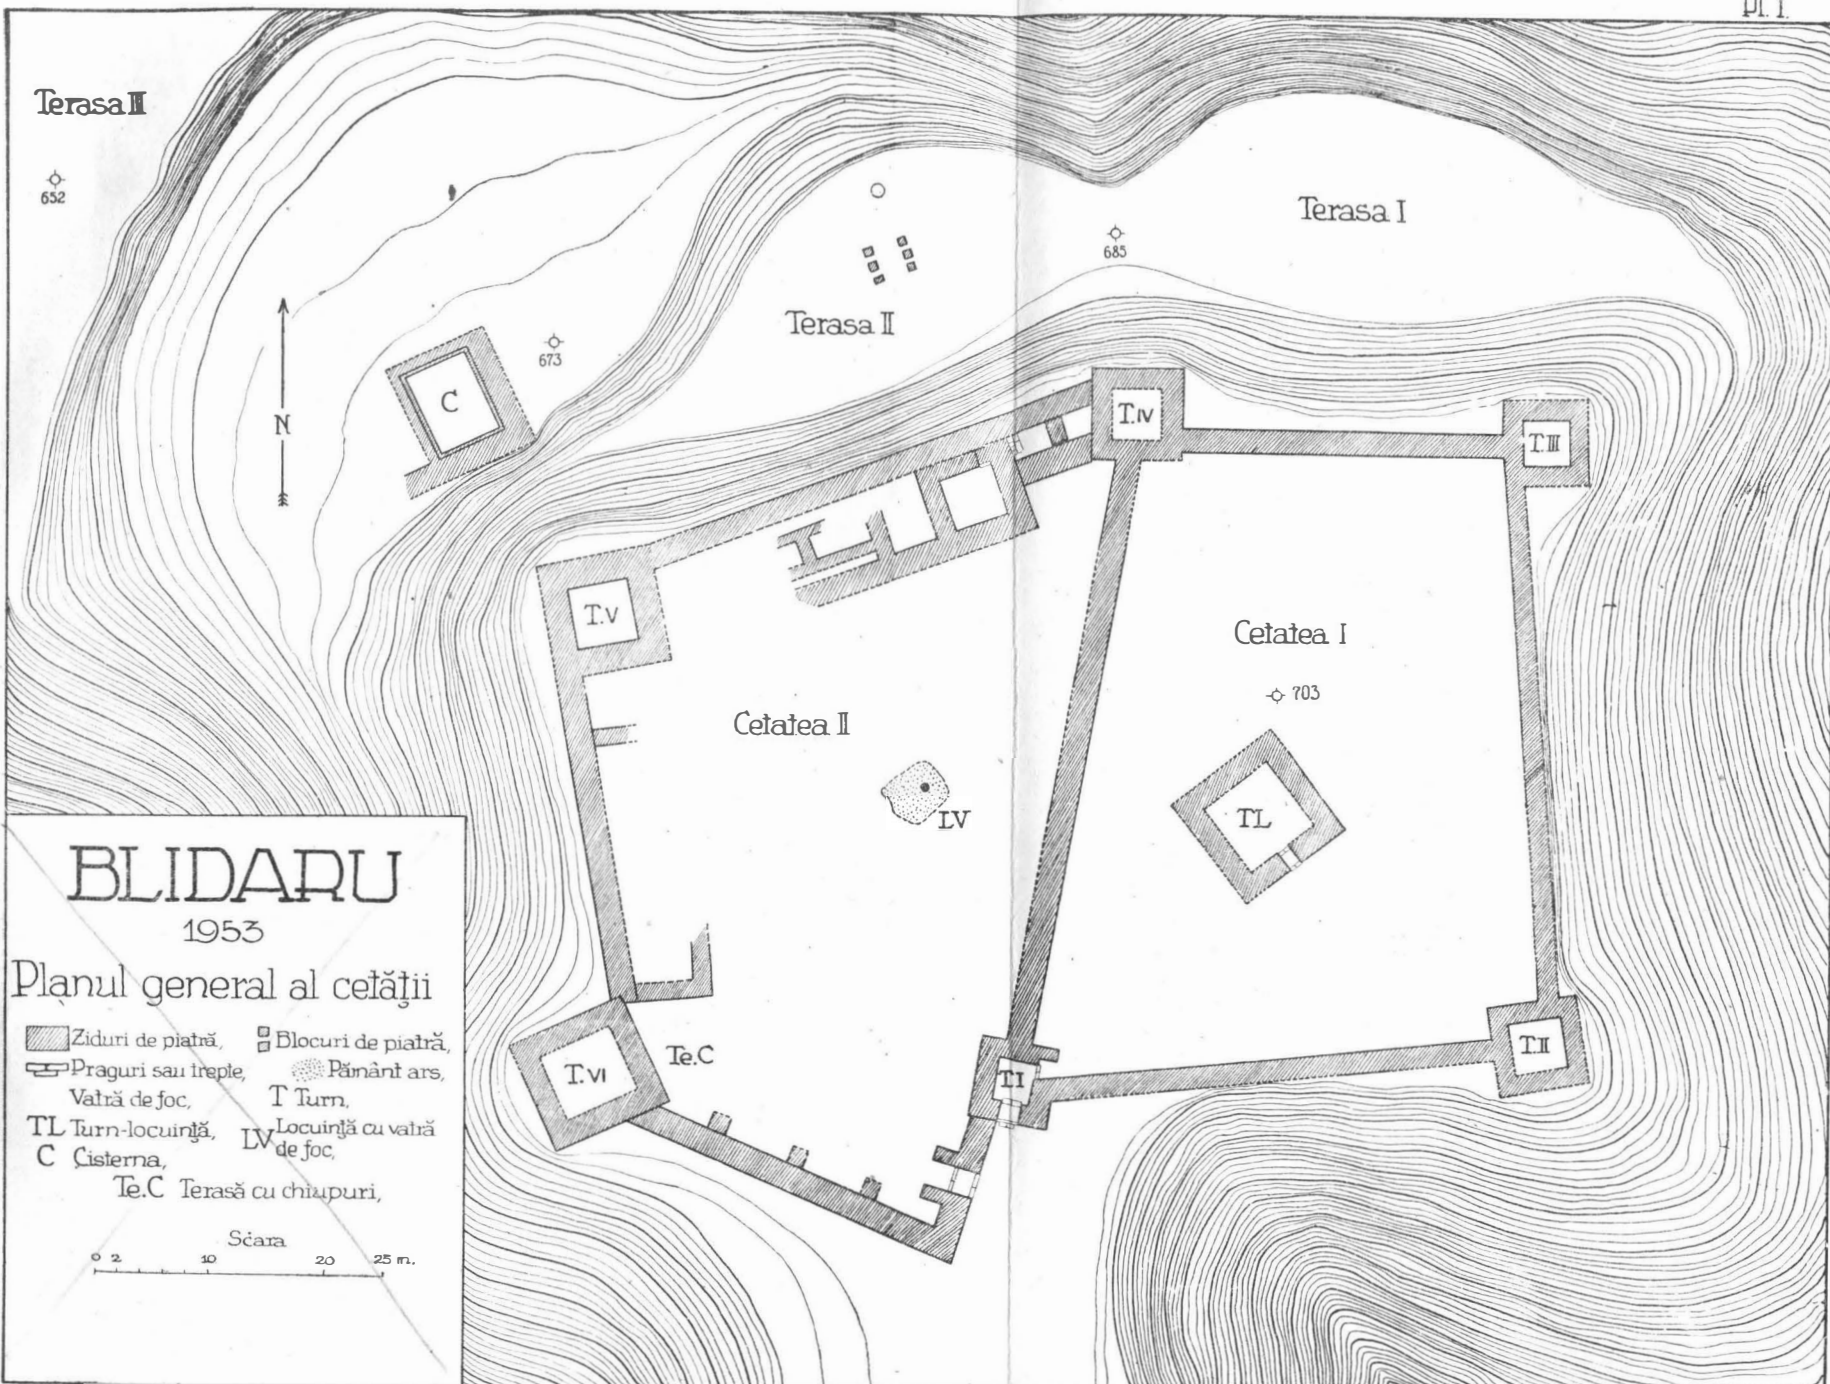 Pl. I.
Terasa III
652
Terasa I
685
Terasa II
673
C
N
T.IV
T.III
T.V
Cetatea I
703
Cetatea II
LV
TL
T.VI
Te.C
T.I
T.II
BLIDARU
1953
Planul general al cetății
Ziduri de piatră,
Blocuri de piatră,
Praguri sau trepte,
Pământ ars,
Vatră de foc,
T Turn,
TL Turn-locuință,
LV Locuință cu vatră
de foc,
C Cisterna,
Te.C Terasă cu chiupuri,
Scara
0 2 10 20 25 m.